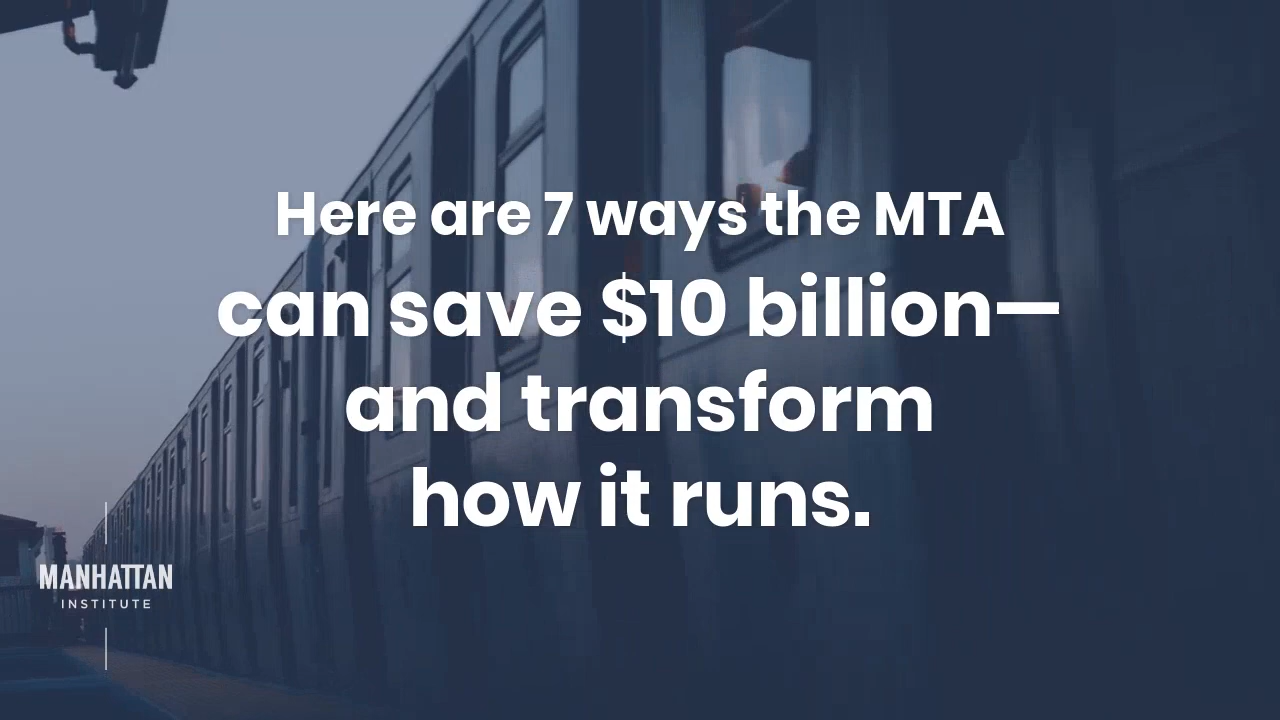 Here are 7 ways the MTA
can save $10 billion—
and transform
how it runs.
MANHATTAN
INSTITUTE